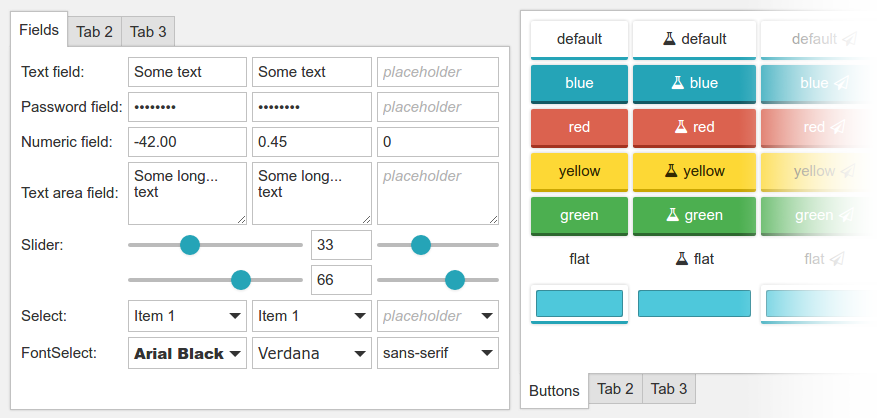 Fields Tab 2 Tab 3
Text field: Some text Some text placeholder
Password field: •••••••• •••••••• placeholder
Numeric field: -42.00 0.45 0
Text area field: Some long... Some long... placeholder
text text
Slider: 33
66
Select: Item 1 Item 1 placeholder
FontSelect: Arial Black Verdana sans-serif
default default default
blue blue blue
red red red
yellow yellow yellow
green green green
flat flat flat
Buttons Tab 2 Tab 3